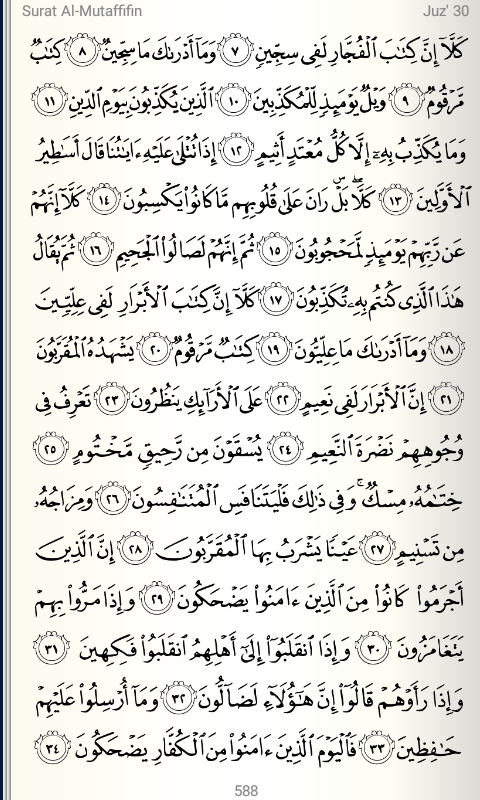 Surat Al-Mutaffifin Juz' 30
كَلَّآ إِنَّ كِتَٰبَ ٱلْفُجَّارِ لَفِى سِجِّينٍ ٧ وَمَآ أَدْرَىٰكَ مَا سِجِّينٌ ٨ كِتَٰبٌ
مَّرْقُومٌ ٩ وَيْلٌ يَوْمَئِذٍ لِّلْمُكَذِّبِينَ ١٠ ٱلَّذِينَ يُكَذِّبُونَ بِيَوْمِ ٱلدِّينِ ١١
وَمَا يُكَذِّبُ بِهِۦٓ إِلَّا كُلُّ مُعْتَدٍ أَثِيمٍ ١٢ إِذَا تُتْلَىٰ عَلَيْهِ ءَايَٰتُنَا قَالَ أَسَٰطِيرُ
ٱلْأَوَّلِينَ ١٣ كَلَّا ۖ بَلْ ۜ رَانَ عَلَىٰ قُلُوبِهِم مَّا كَانُوا۟ يَكْسِبُونَ ١٤ كَلَّآ إِنَّهُمْ
عَن رَّبِّهِمْ يَوْمَئِذٍ لَّمَحْجُوبُونَ ١٥ ثُمَّ إِنَّهُمْ لَصَالُوا۟ ٱلْجَحِيمِ ١٦ ثُمَّ يُقَالُ
هَٰذَا ٱلَّذِى كُنتُم بِهِۦ تُكَذِّبُونَ ١٧ كَلَّآ إِنَّ كِتَٰبَ ٱلْأَبْرَارِ لَفِى عِلِّيِّينَ
١٨ وَمَآ أَدْرَىٰكَ مَا عِلِّيُّونَ ١٩ كِتَٰبٌ مَّرْقُومٌ ٢٠ يَشْهَدُهُ ٱلْمُقَرَّبُونَ
٢١ إِنَّ ٱلْأَبْرَارَ لَفِى نَعِيمٍ ٢٢ عَلَى ٱلْأَرَآئِكِ يَنظُرُونَ ٢٣ تَعْرِفُ فِى
وُجُوهِهِمْ نَضْرَةَ ٱلنَّعِيمِ ٢٤ يُسْقَوْنَ مِن رَّحِيقٍ مَّخْتُومٍ ٢٥
خِتَٰمُهُۥ مِسْكٌ ۚ وَفِى ذَٰلِكَ فَلْيَتَنَافَسِ ٱلْمُتَنَٰفِسُونَ ٢٦ وَمِزَاجُهُۥ
مِن تَسْنِيمٍ ٢٧ عَيْنًا يَشْرَبُ بِهَا ٱلْمُقَرَّبُونَ ٢٨ إِنَّ ٱلَّذِينَ
أَجْرَمُوا۟ كَانُوا۟ مِنَ ٱلَّذِينَ ءَامَنُوا۟ يَضْحَكُونَ ٢٩ وَإِذَا مَرُّوا۟ بِهِمْ
يَتَغَامَزُونَ ٣٠ وَإِذَا ٱنقَلَبُوٓا۟ إِلَىٰٓ أَهْلِهِمُ ٱنقَلَبُوا۟ فَكِهِينَ ٣١
وَإِذَا رَأَوْهُمْ قَالُوٓا۟ إِنَّ هَٰٓؤُلَآءِ لَضَآلُّونَ ٣٢ وَمَآ أُرْسِلُوا۟ عَلَيْهِمْ
حَٰفِظِينَ ٣٣ فَٱلْيَوْمَ ٱلَّذِينَ ءَامَنُوا۟ مِنَ ٱلْكُفَّارِ يَضْحَكُونَ ٣٤
588